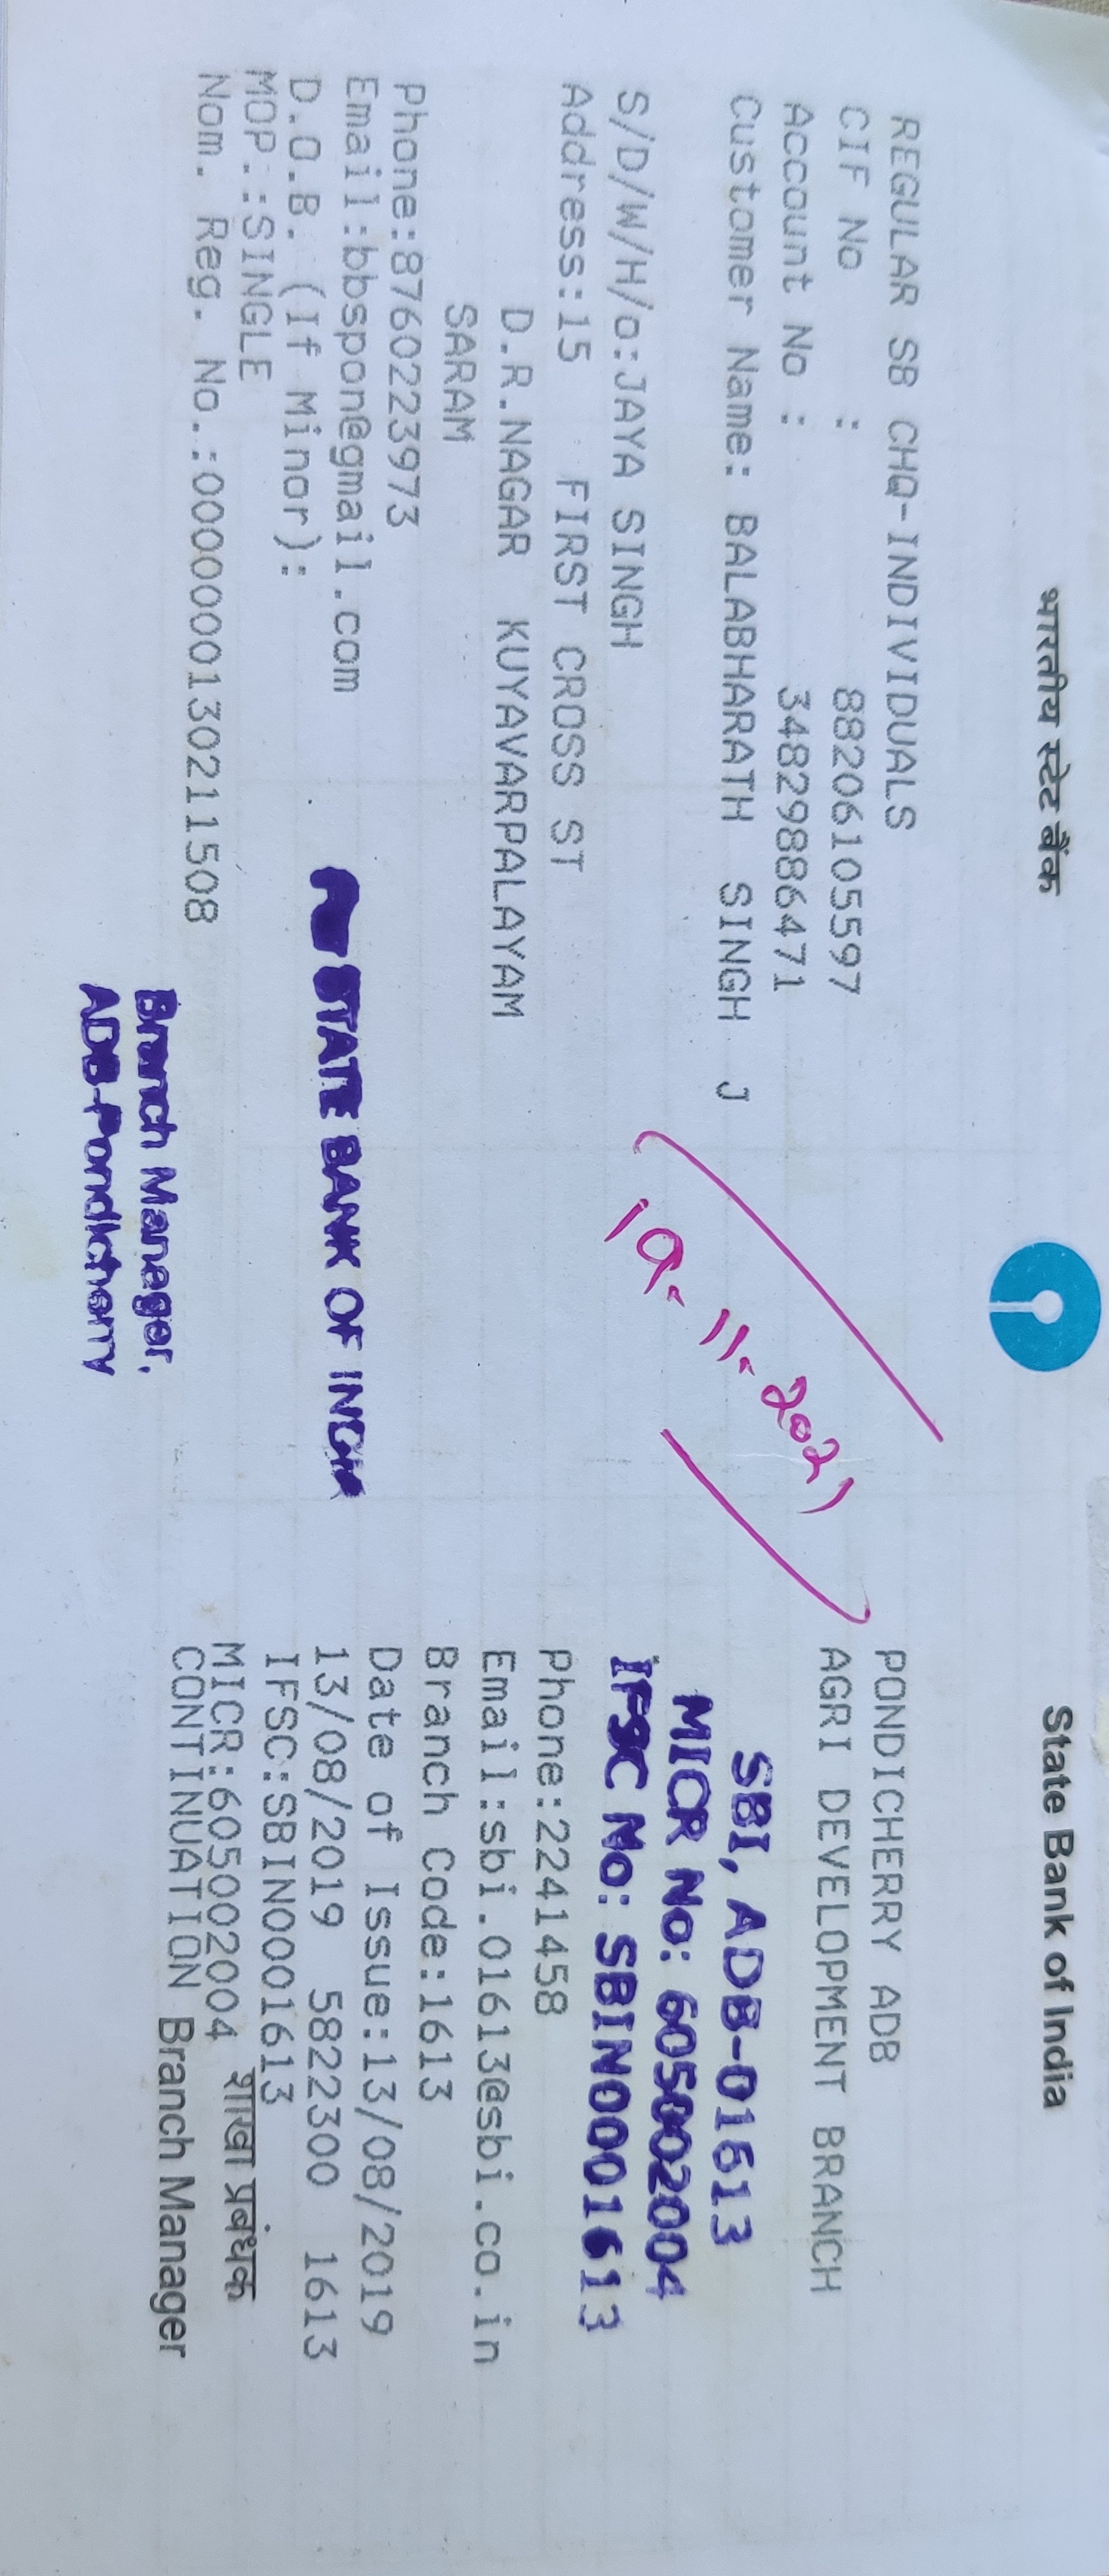 भारतीय स्टेट बैंक
State Bank of India
REGULAR SB CHQ-INDIVIDUALS
CIF No : 88206105597
Account No : 34829886471
Customer Name: BALABHARATH SINGH J
S/D/W/H/o:JAYA SINGH
Address:15 FIRST CROSS ST
D.R.NAGAR KUYAVARPALAYAM
SARAM
Phone:8760223973
Email:bbspon@gmail.com
D.O.B. (If Minor):
MOP.:SINGLE
Nom. Reg. No.:0000000130211508
19.11.2021
STATE BANK OF INDIA
Branch Manager,
ADB-Pondicherry
PONDICHERRY ADB
AGRI DEVELOPMENT BRANCH
SBI, ADB-01613
MICR No: 605002004
IFSC No: SBIN0001613
Phone:2241458
Email:sbi.01613@sbi.co.in
Branch Code:1613
Date of Issue:13/08/2019
13/08/2019 5822300 1613
IFSC:SBIN0001613
MICR:605002004 शाखा प्रबंधक
CONTINUATION Branch Manager